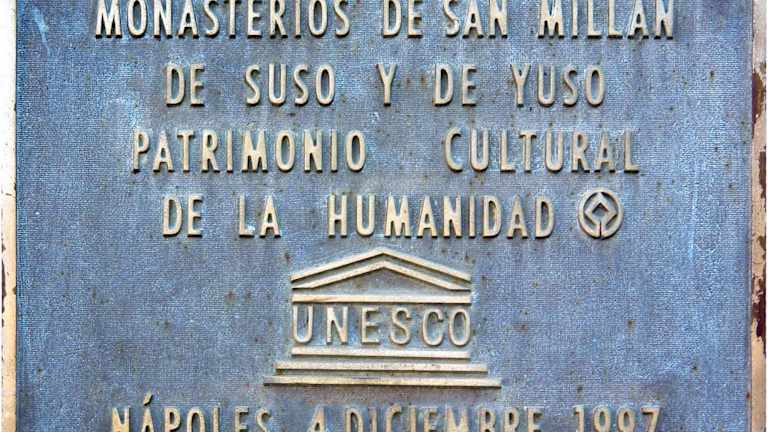 MONASTERIOS DE SAN MILLÁN
DE SUSO Y DE YUSO
PATRIMONIO CULTURAL
DE LA HUMANIDAD
UNESCO
NÁPOLES, 4 DICIEMBRE 1997